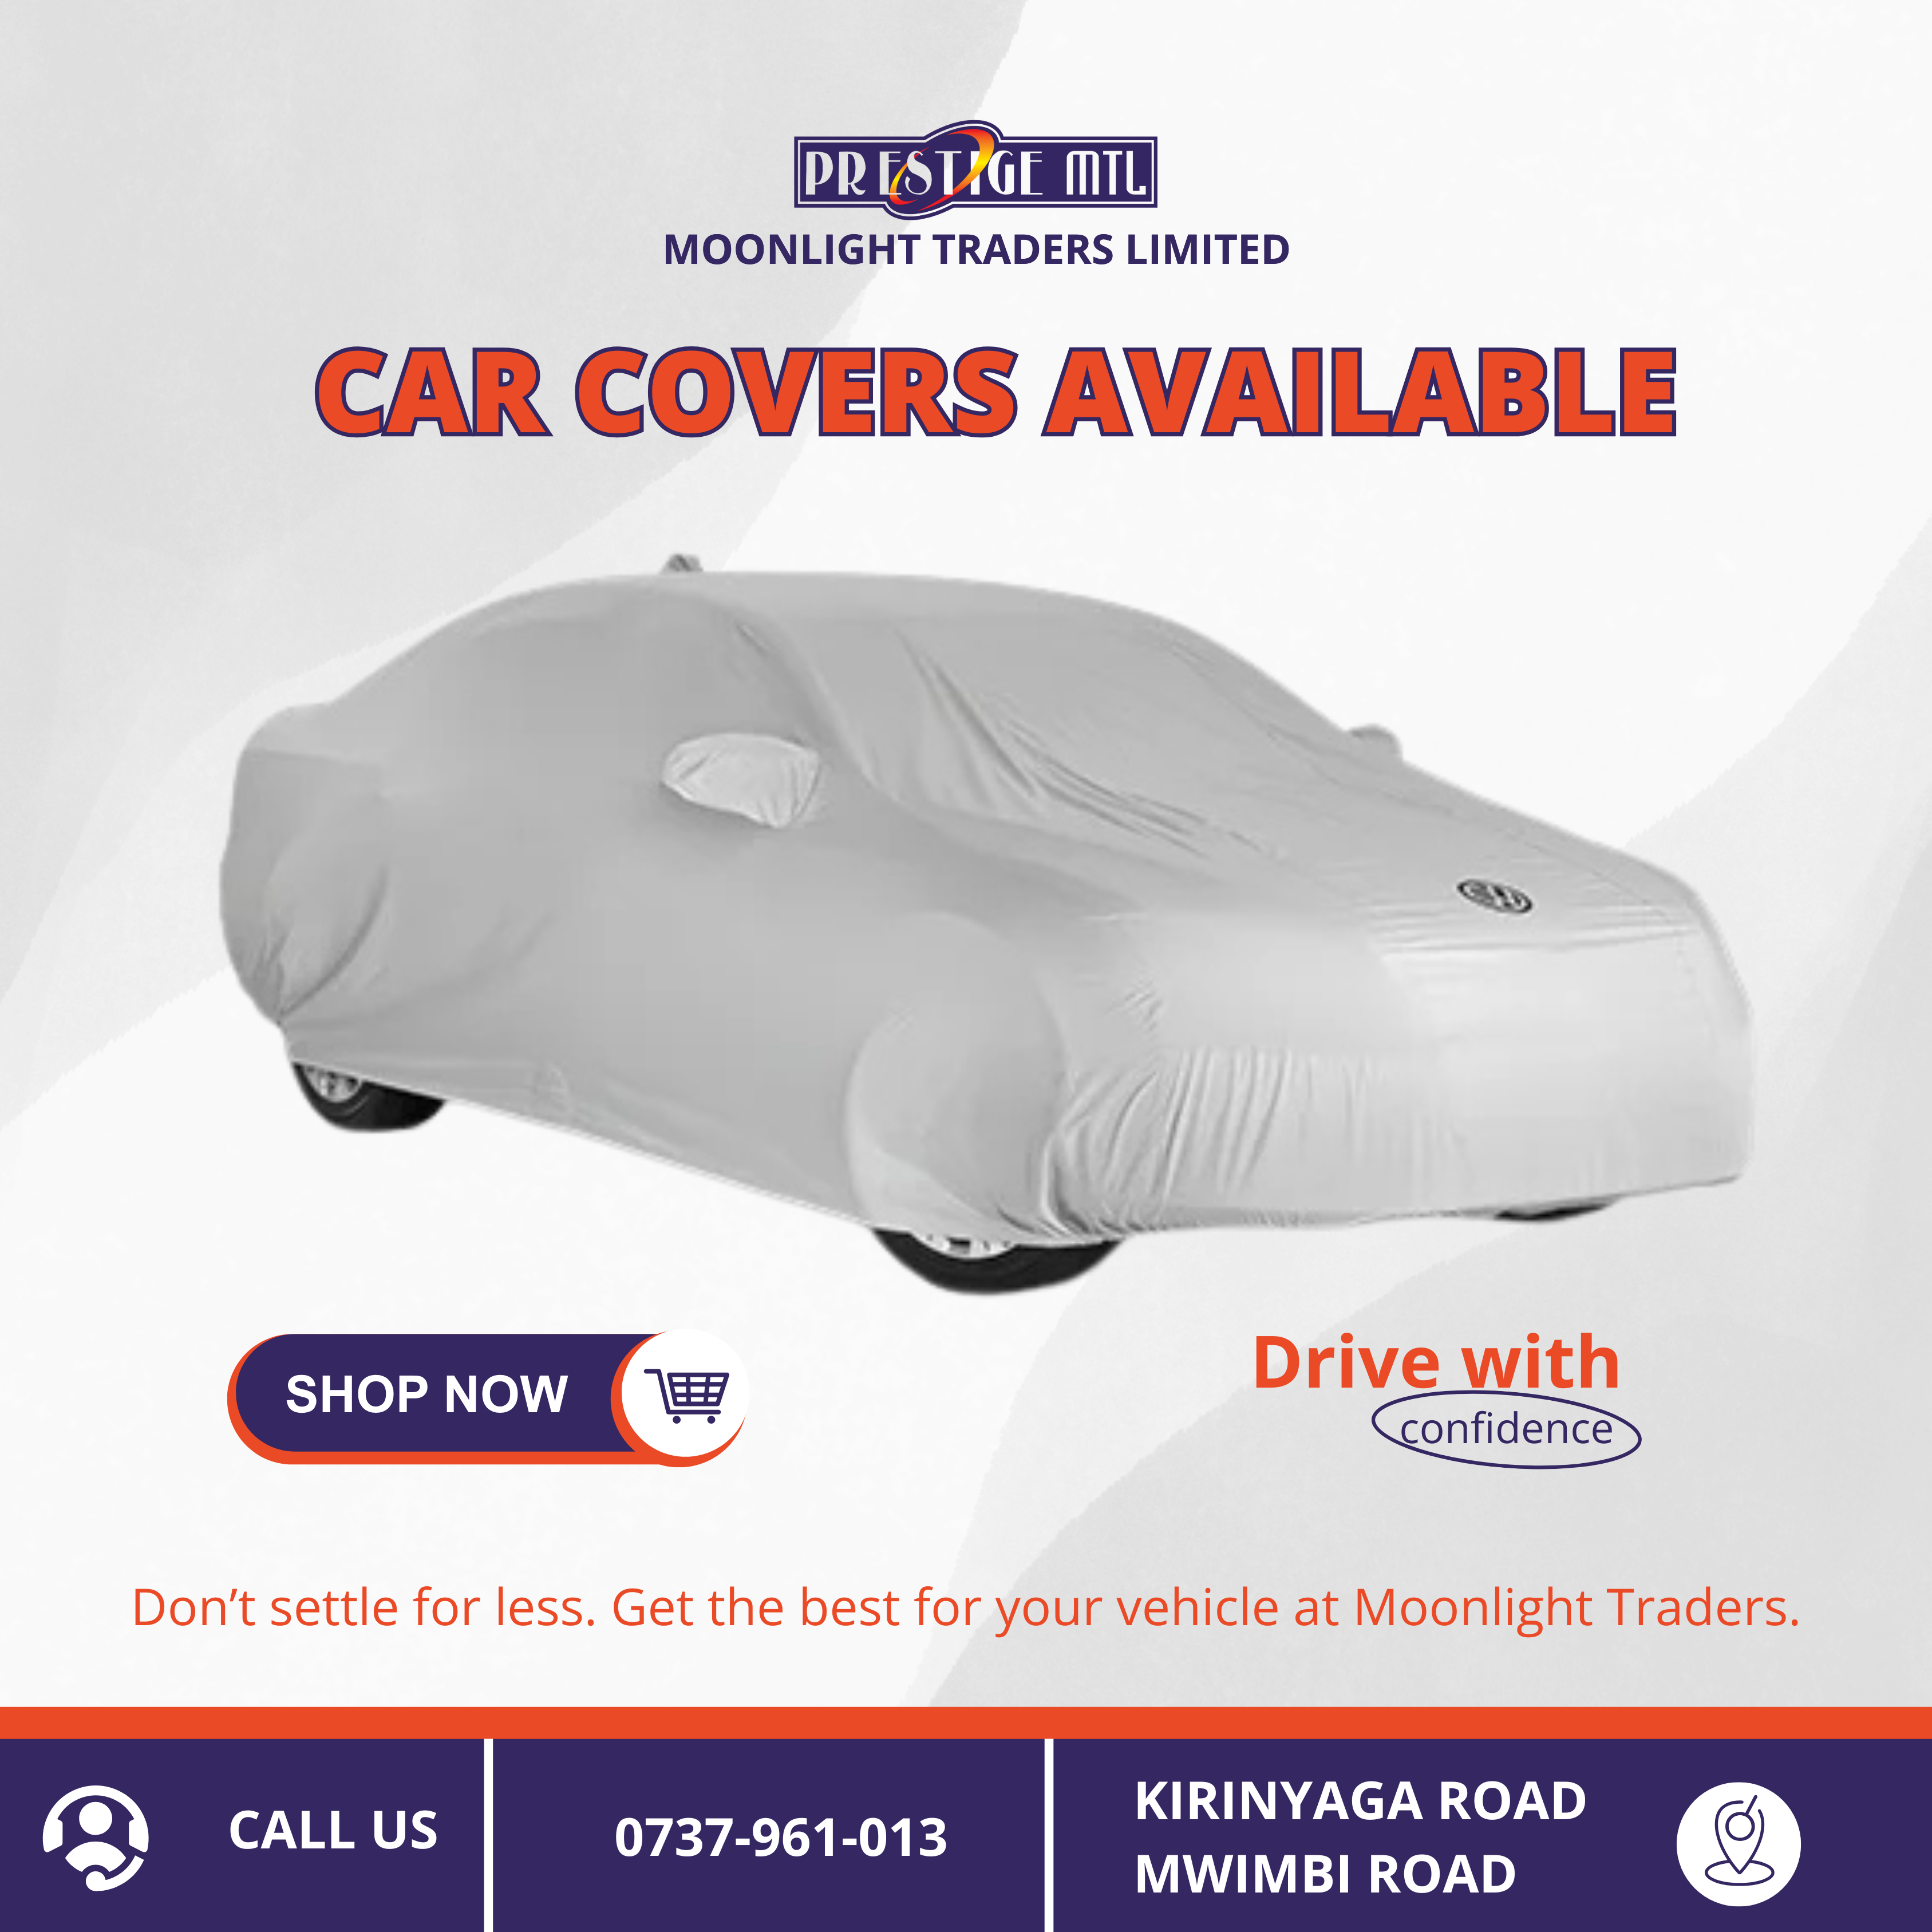 PRESTIGE MTL
MOONLIGHT TRADERS LIMITED
CAR COVERS AVAILABLE
SHOP NOW
Drive with
confidence
Don’t settle for less. Get the best for your vehicle at Moonlight Traders.
CALL US
0737-961-013
KIRINYAGA ROAD
MWIMBI ROAD